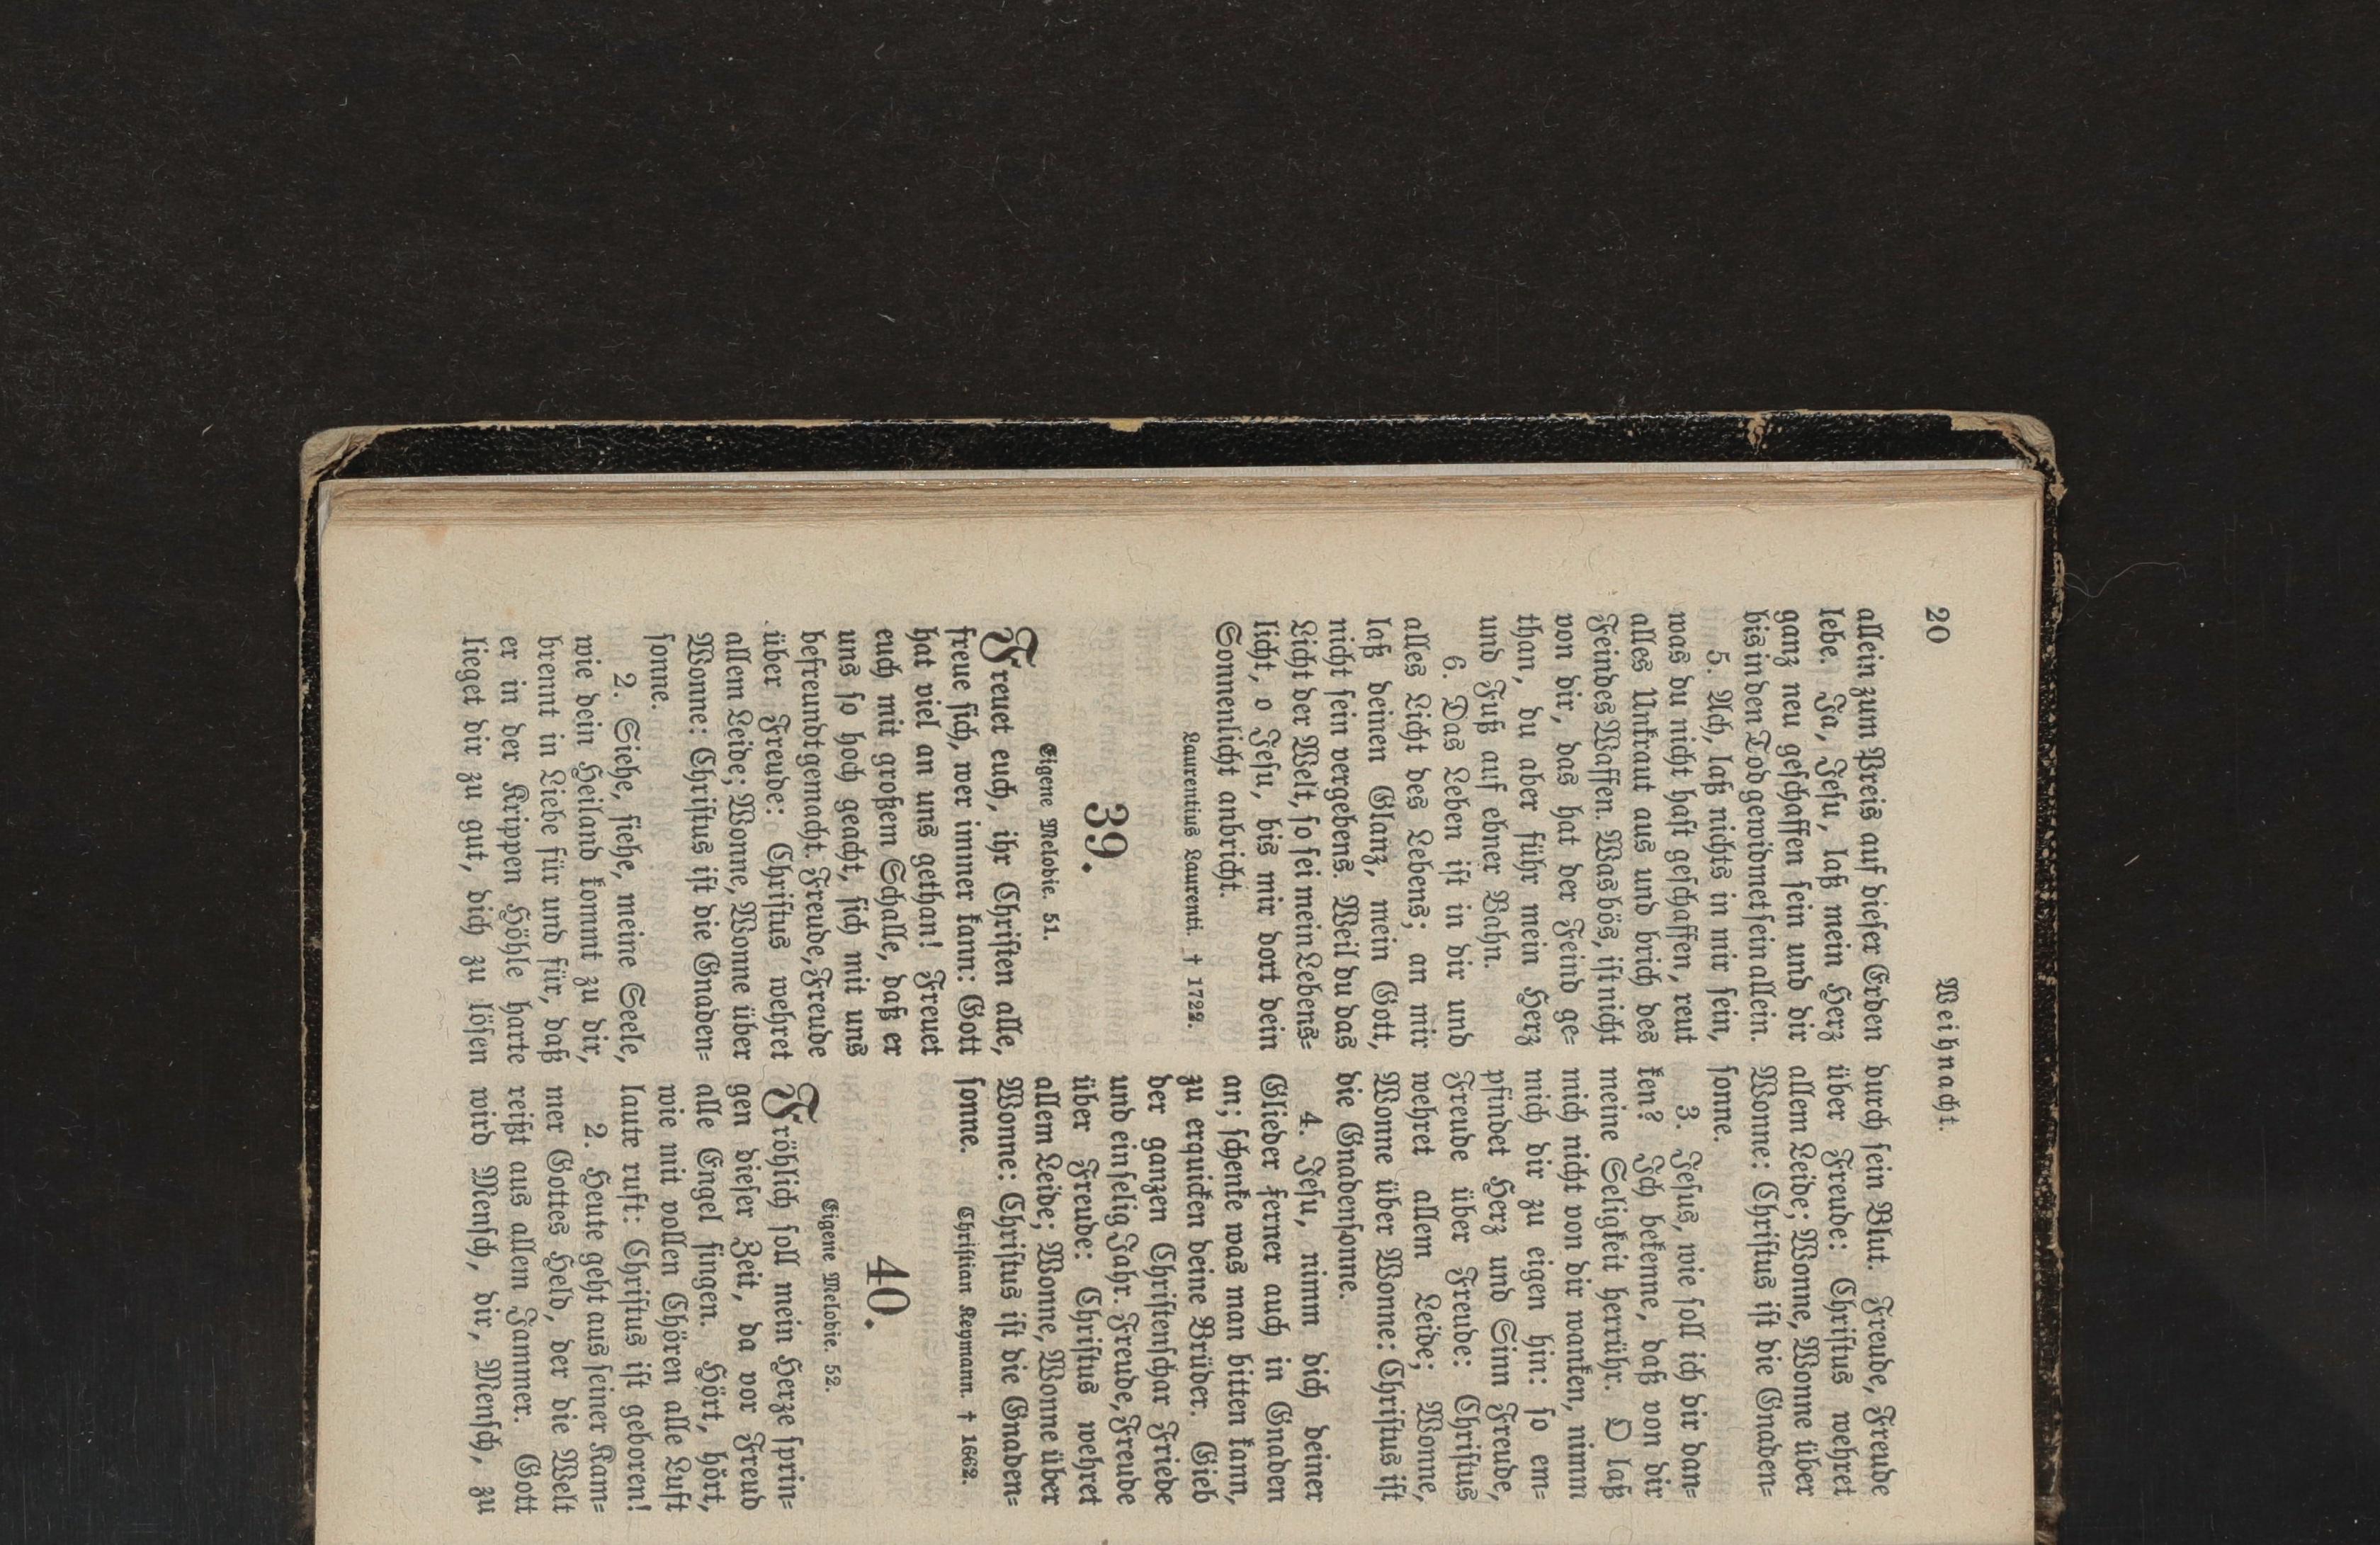 20
Weihnacht.
allein zum Preis auf dieser Erden
lebe. Ja, Jesu, laß mein Herz
ganz neu geschaffen sein und dir
bis in den Tod gewidmet sein allein.
5. Ach, laß nichts in mir sein,
was du nicht hast geschaffen, reut
alles Unkraut aus und brich des
Feindes Waffen. Was bös, ist nicht
von dir, das hat der Feind ge-
than, du aber führ mein Herz
und Fuß auf ebner Bahn.
6. Das Leben ist in dir und
alles Licht des Lebens; an mir
laß deinen Glanz, mein Gott,
nicht sein vergebens. Weil du das
Licht der Welt, so sei mein Lebens-
licht, o Jesu, bis mir dort dein
Sonnenlicht anbricht.
Laurentius Laurenti. † 1722.
39.
Eigene Melodie. 51.
Freuet euch, ihr Christen alle,
freue sich, wer immer kann: Gott
hat viel an uns gethan! Freuet
euch mit großem Schalle, daß er
uns so hoch geacht, sich mit uns
befreundt gemacht. Freude, Freude
über Freude: Christus wehret
allem Leide; Wonne, Wonne über
Wonne: Christus ist die Gnaden-
sonne.
2. Siehe, siehe, meine Seele,
wie dein Heiland kommt zu dir,
brennt in Liebe für und für, daß
er in der Krippen Höhle harte
lieget dir zu gut, dich zu lösen
durch sein Blut. Freude, Freude
über Freude: Christus wehret
allem Leide; Wonne, Wonne über
Wonne: Christus ist die Gnaden-
sonne.
3. Jesus, wie soll ich dir dan-
ken? Ich bekenne, daß von dir
meine Seligkeit herrühr. O laß
mich nicht von dir wanken, nimm
mich dir zu eigen hin: so em-
pfindet Herz und Sinn Freude,
Freude über Freude: Christus
wehret allem Leide; Wonne,
Wonne über Wonne: Christus ist
die Gnadensonne.
4. Jesu, nimm dich deiner
Glieder ferner auch in Gnaden
an; schenke was man bitten kann,
zu erquicken deine Brüder. Gieb
der ganzen Christenschar Friede
und ein selig Jahr. Freude, Freude
über Freude: Christus wehret
allem Leide; Wonne, Wonne über
Wonne: Christus ist die Gnaden-
sonne.
Christian Keymann. † 1662.
40.
Eigene Melodie. 52.
Fröhlich soll mein Herze sprin-
gen dieser Zeit, da vor Freud
alle Engel singen. Hört, hört,
wie mit vollen Chören alle Luft
laute ruft: Christus ist geboren!
2. Heute geht aus seiner Kam-
mer Gottes Held, der die Welt
reißt aus allem Jammer. Gott
wird Mensch, dir, Mensch, zu